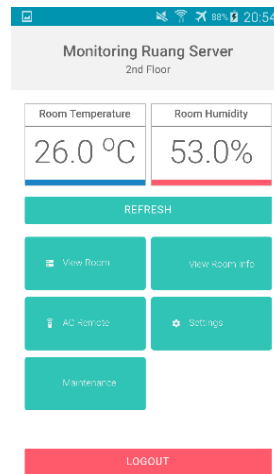 88% 20:54
Monitoring Ruang Server
2nd Floor
Room Temperature
26.0 °C
Room Humidity
53.0%
REFRESH
View Room
View Room Info
AC Remote
Settings
Maintenance
LOGOUT